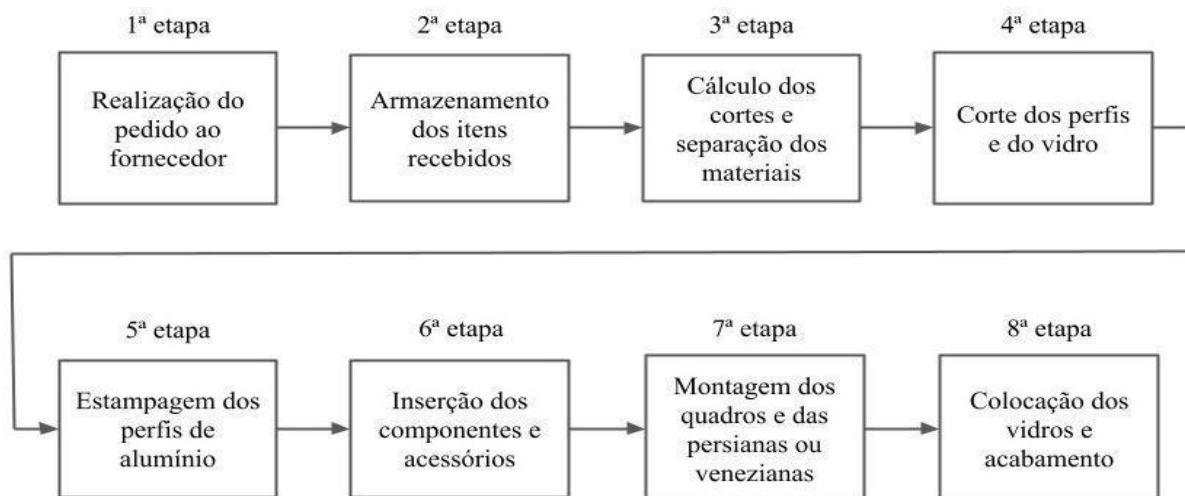 1ª etapa
2ª etapa
3ª etapa
4ª etapa
Realização do
pedido ao
fornecedor
Armazenamento
dos itens
recebidos
Cálculo dos
cortes e
separação dos
materiais
Corte dos perfis
e do vidro
5ª etapa
6ª etapa
7ª etapa
8ª etapa
Estampagem dos
perfis de
alumínio
Inserção dos
componentes e
acessórios
Montagem dos
quadros e das
persianas ou
venezianas
Colocação dos
vidros e
acabamento